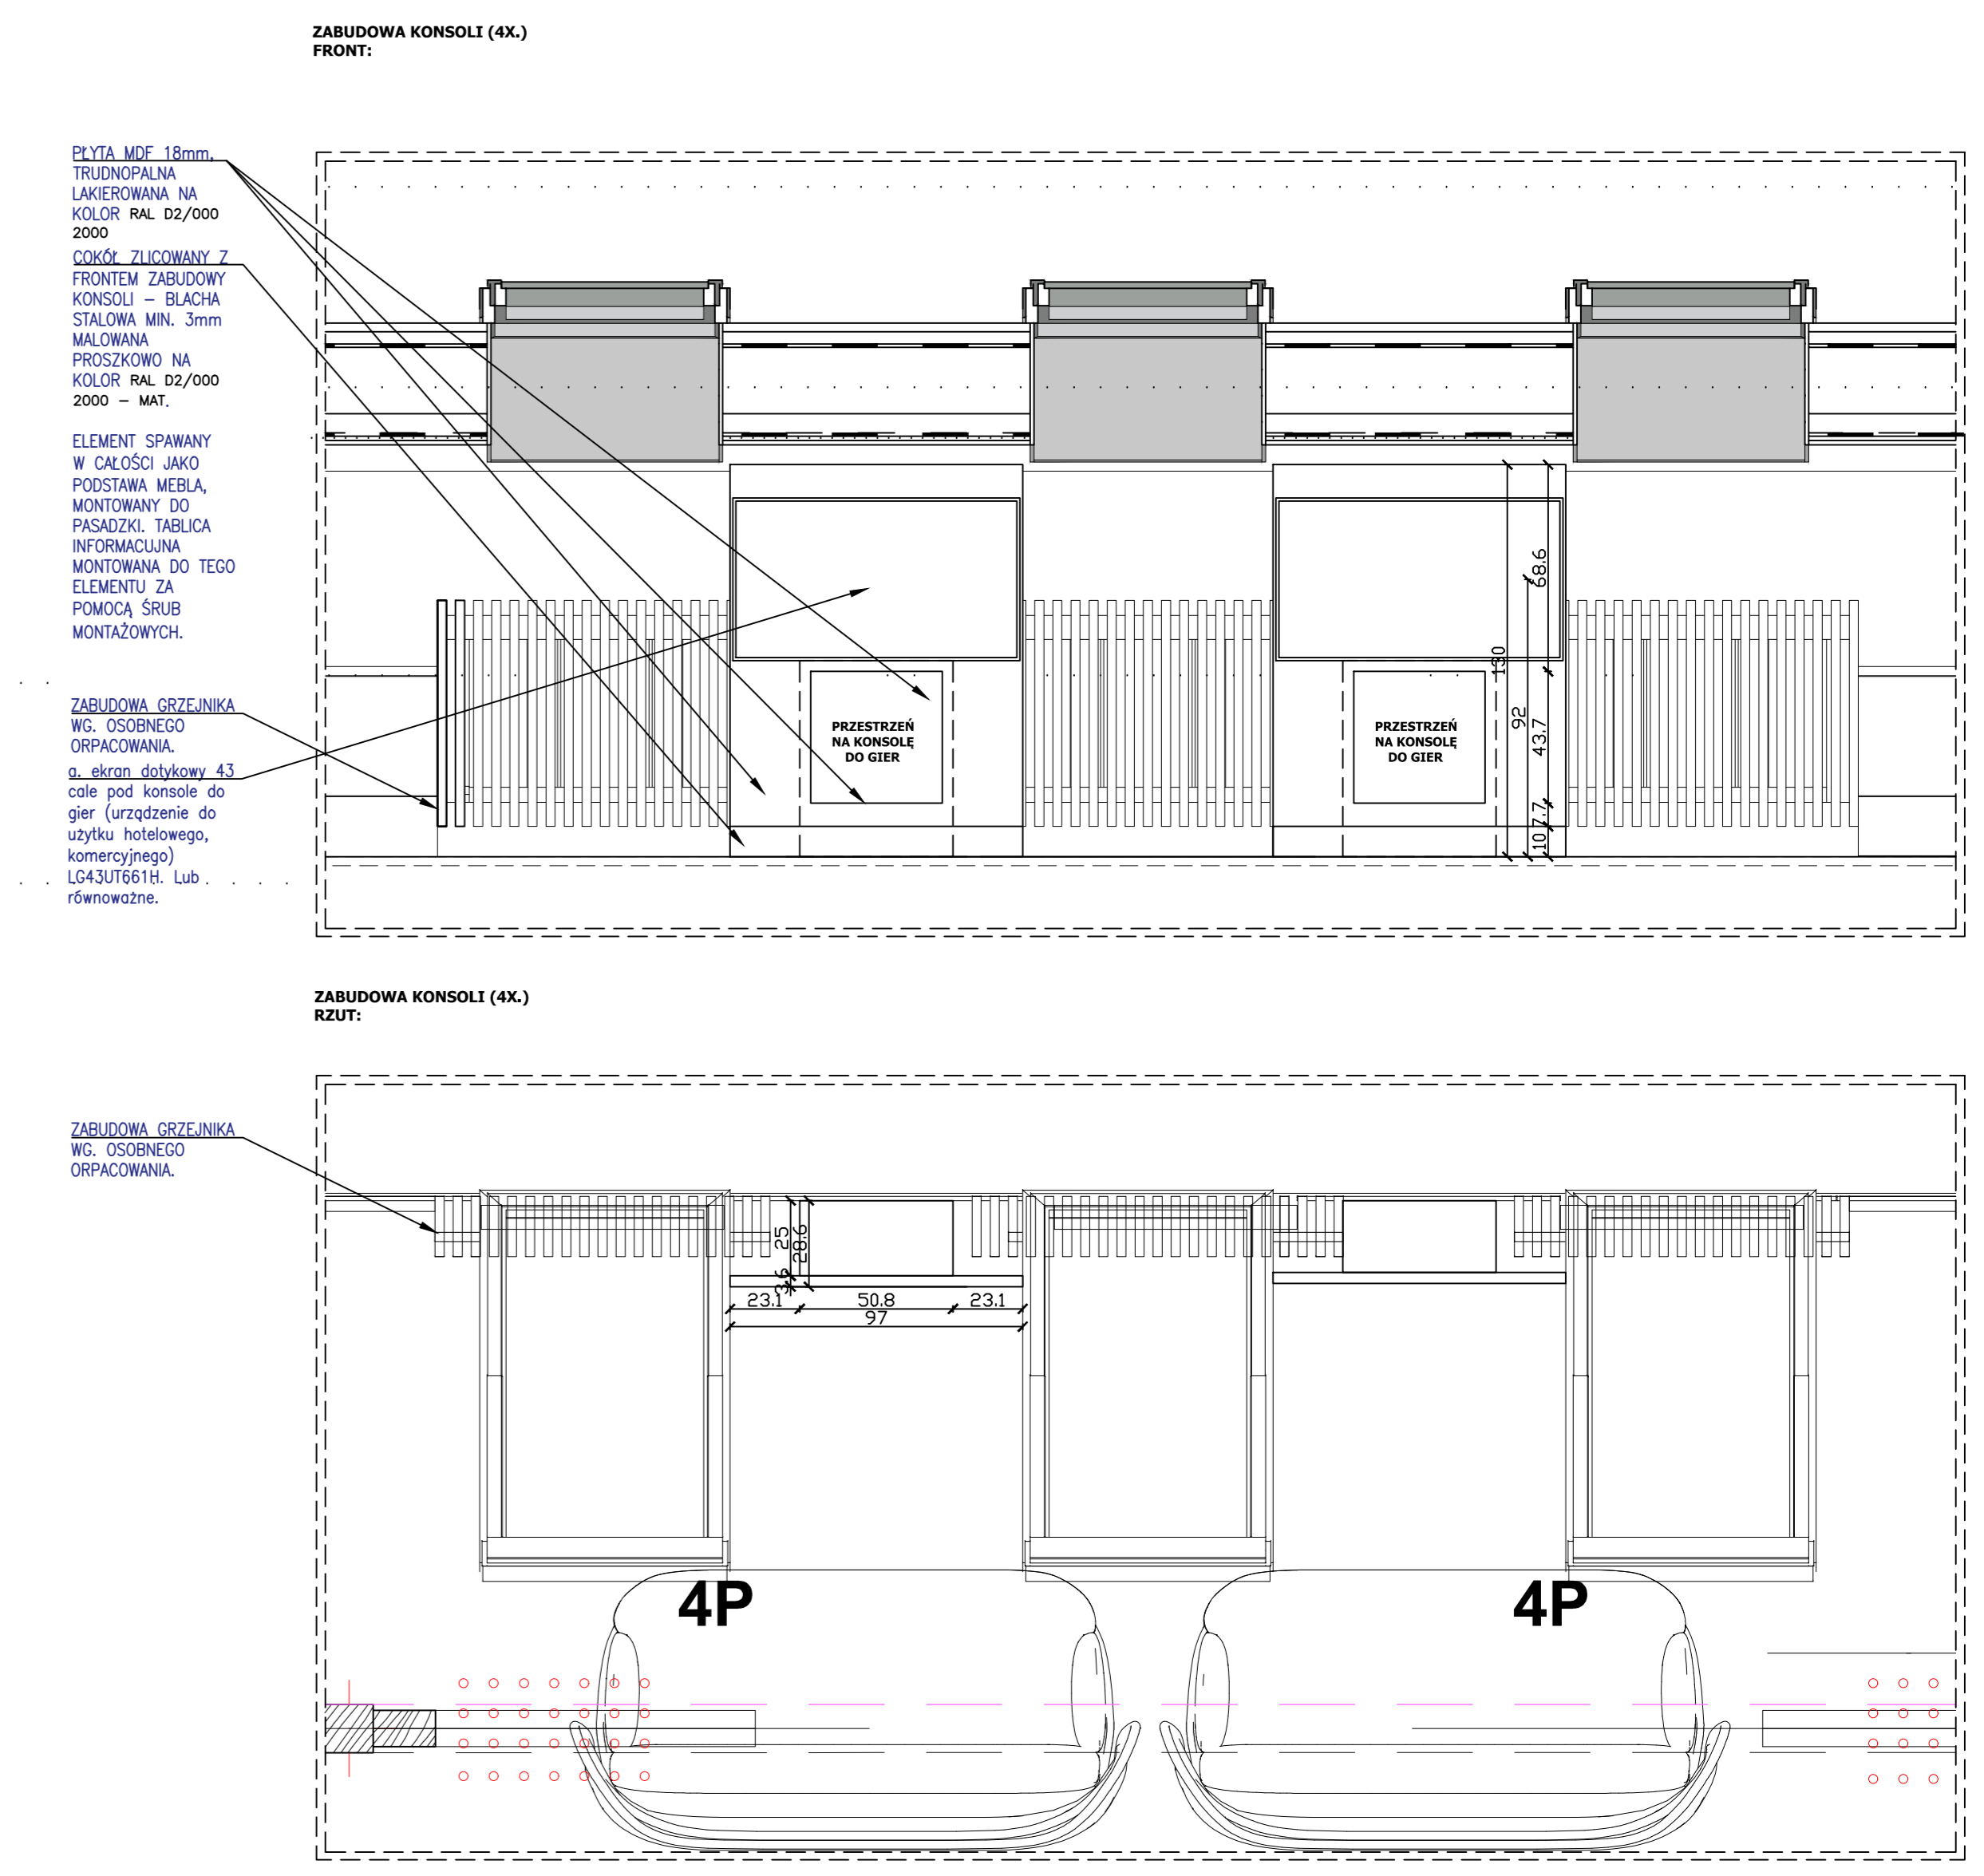 ZABUDOWA KONSOLI (4X.)
FRONT:
PŁYTA MDF 18mm,
TRUDNOPALNA
LAKIEROWANA NA
KOLOR RAL D2/000
2000
COKÓŁ ZLICOWANY Z
FRONTEM ZABUDOWY
KONSOLI – BLACHA
STALOWA MIN. 3mm
MALOWANA
PROSZKOWO NA
KOLOR RAL D2/000
2000 – MAT.
ELEMENT SPAWANY
W CAŁOŚCI JAKO
PODSTAWA MEBLA,
MONTOWANY DO
PASADZKI. TABLICA
INFORMACUJNA
MONTOWANA DO TEGO
ELEMENTU ZA
POMOCĄ ŚRUB
MONTAŻOWYCH.
ZABUDOWA GRZEJNIKA
WG. OSOBNEGO
ORPACOWANIA.
a. ekran dotykowy 43
cale pod konsole do
gier (urządzenie do
użytku hotelowego,
komercyjnego)
LG43UT661H. Lub
równoważne.
PRZESTRZEŃ
NA KONSOLĘ
DO GIER
PRZESTRZEŃ
NA KONSOLĘ
DO GIER
130
92
68.6
43.7
7.7
10
ZABUDOWA KONSOLI (4X.)
RZUT:
ZABUDOWA GRZEJNIKA
WG. OSOBNEGO
ORPACOWANIA.
25
28.6
3.6
23.1
50.8
23.1
97
4P
4P